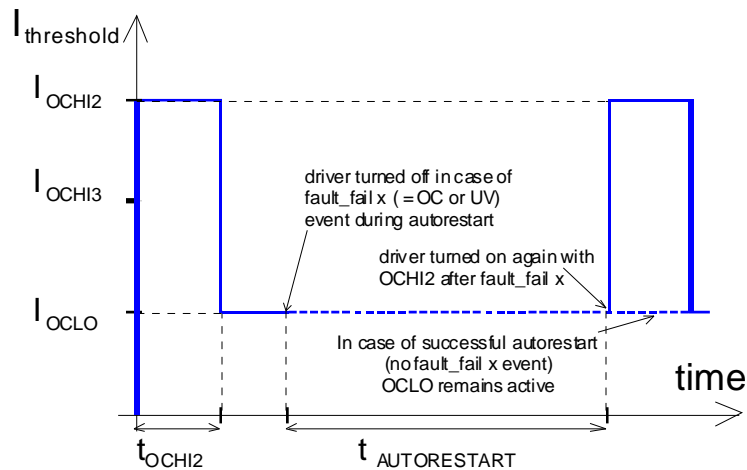 I threshold
I OCHI2
I OCHI3
driver turned off in case of
fault_fail x ( = OC or UV)
event during autorestart
driver turned on again with
OCHI2 after fault_fail x
I OCLO
In case of successful autorestart
(no fault_fail x event)
OCLO remains active
time
t OCHI2
t AUTORESTART